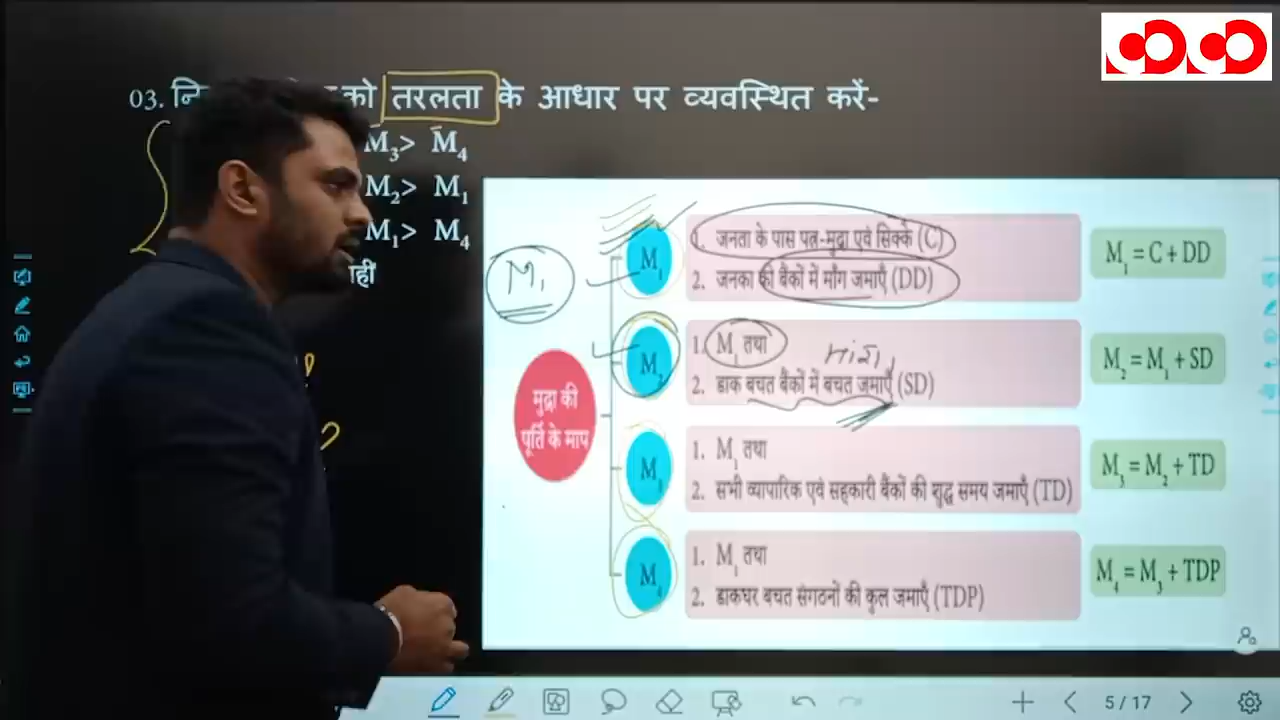 03. को तरलता के आधार पर व्यवस्थित करें-
M₃> M₄
M₂> M₁
M₁> M₄
M₁
मुद्रा की
पूर्ति के माप
M₁
1. जनता के पास पत्र-मुद्रा एवं सिक्के (C)
2. जनका की बैंकों में माँग जमाएँ (DD)
M₁ = C + DD
M₂
1. M₁ तथा
2. डाक बचत बैंकों में बचत जमाएँ (SD)
M₂ = M₁ + SD
M₃
1. M₁ तथा
2. सभी व्यापारिक एवं सहकारी बैंकों की शुद्ध समय जमाएँ (TD)
M₃ = M₂ + TD
M₄
1. M₁ तथा
2. डाकघर बचत संगठनों की कुल जमाएँ (TDP)
M₄ = M₃ + TDP
5 / 17